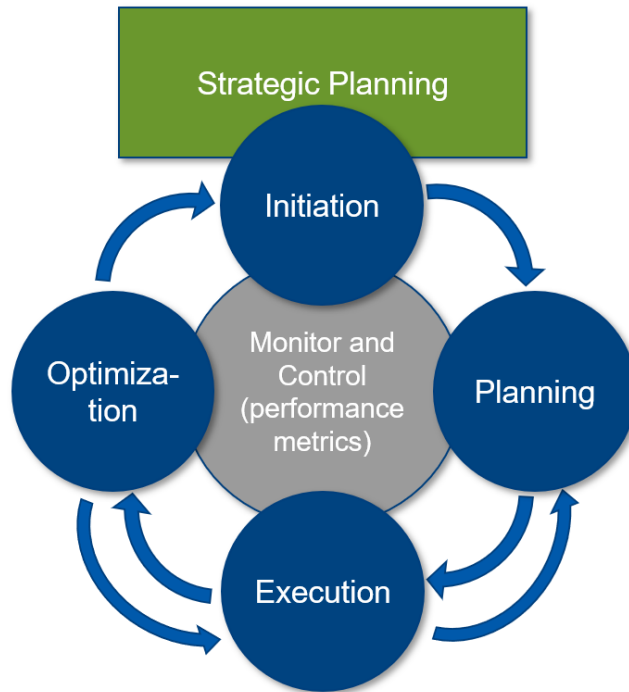 Strategic Planning
Initiation
Monitor and
Control
(performance
metrics)
Optimiza-
tion
Planning
Execution